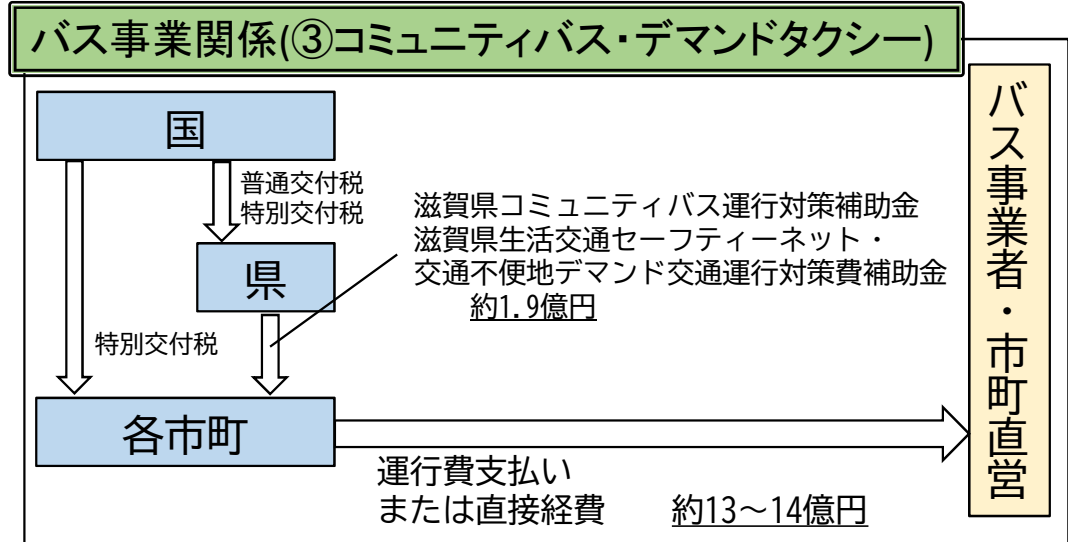 バス事業関係(③コミュニティバス・デマンドタクシー)
国
普通交付税
特別交付税
滋賀県コミュニティバス運行対策補助金
滋賀県生活交通セーフティーネット・
交通不便地デマンド交通運行対策費補助金
約1.9億円
県
特別交付税
各市町
運行費支払い
または直接経費 約13～14億円
バス事業者・市町直営